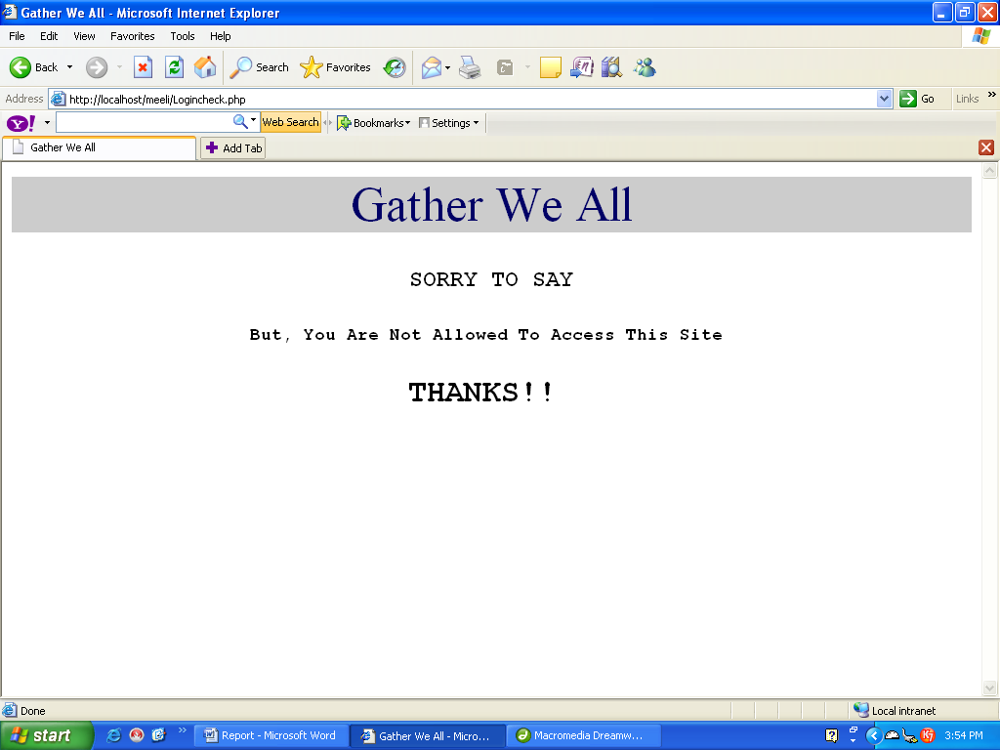 Gather We All - Microsoft Internet Explorer
File Edit View Favorites Tools Help
Back Search Favorites
Address http://localhost/meeli/Logincheck.php Go Links »
Y! Web Search Bookmarks Settings
Gather We All Add Tab
Gather We All
SORRY TO SAY
But, You Are Not Allowed To Access This Site
THANKS!!
Done Local intranet
start » Report - Microsoft Word Gather We All - Micro... Macromedia Dreamw... K7 3:54 PM